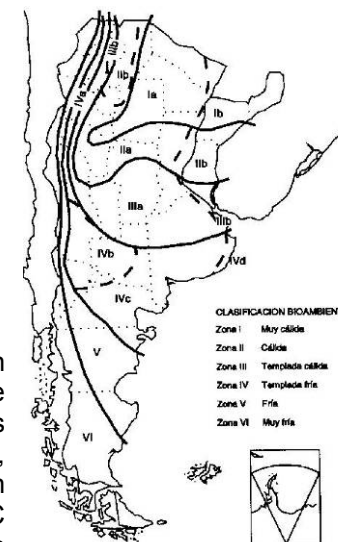 IIIb
IIb
IVa
Ia
Ib
IIa
IIb
IIIa
IIIb
IVb
IVd
IVc
V
VI
CLASIFICACION BIOAMBIEN
Zona I Muy cálida
Zona II Cálida
Zona III Templada cálida
Zona IV Templada fría
Zona V Fría
Zona VI Muy fría